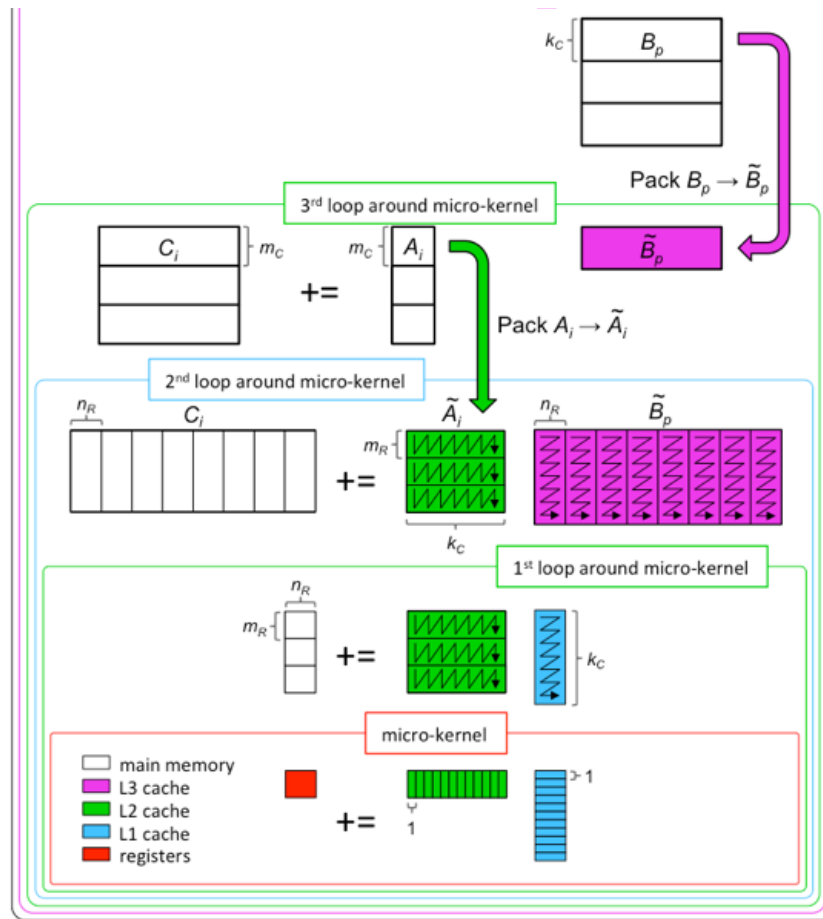 k_C
B_p
Pack B_p → B̃_p
3rd loop around micro-kernel
C_i
m_C
m_C
A_i
B̃_p
+=
Pack A_i → Ã_i
2nd loop around micro-kernel
n_R
C_i
Ã_i
n_R
B̃_p
m_R
+=
k_C
1st loop around micro-kernel
n_R
m_R
+=
k_C
micro-kernel
main memory
L3 cache
L2 cache
L1 cache
registers
+=
1
1